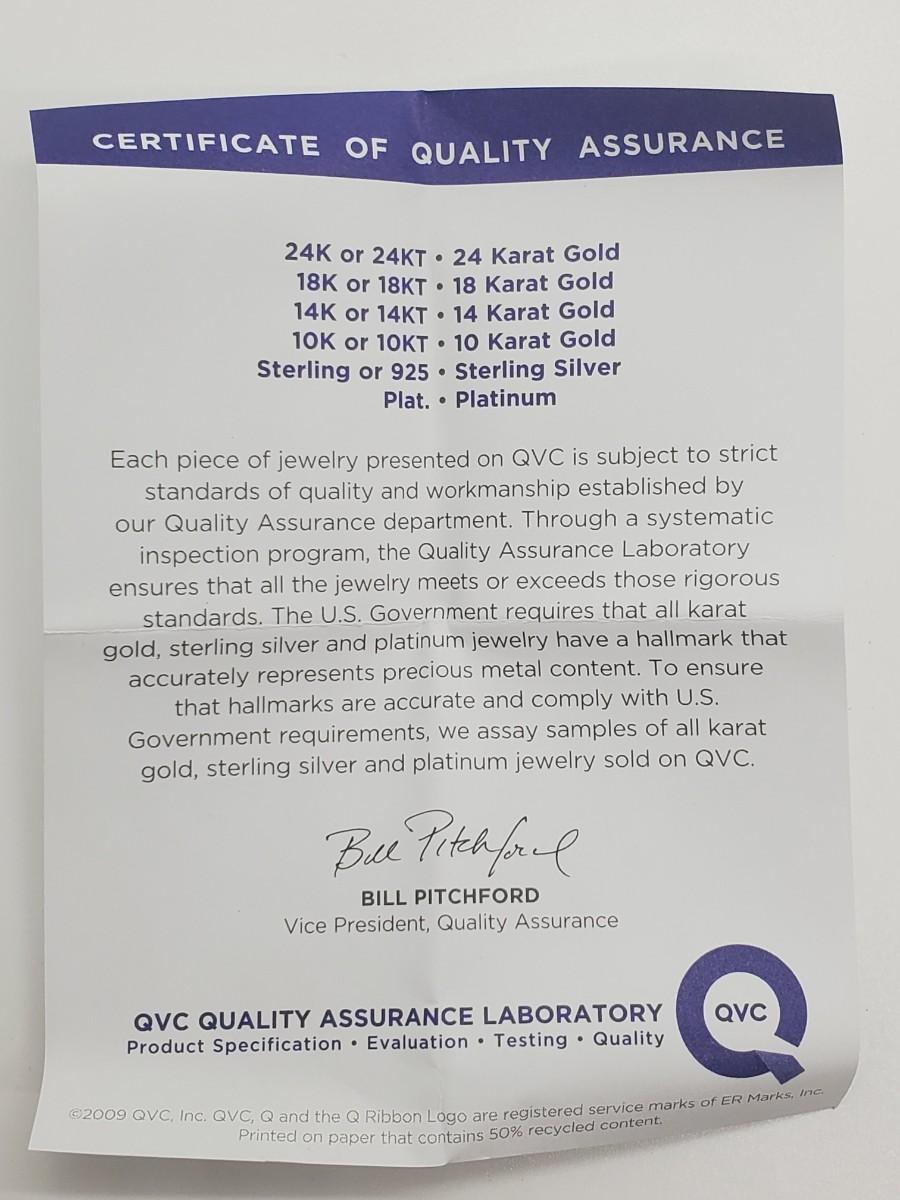 CERTIFICATE OF QUALITY ASSURANCE
24K or 24KT • 24 Karat Gold
18K or 18KT • 18 Karat Gold
14K or 14KT • 14 Karat Gold
10K or 10KT • 10 Karat Gold
Sterling or 925 • Sterling Silver
Plat. • Platinum
Each piece of jewelry presented on QVC is subject to strict
standards of quality and workmanship established by
our Quality Assurance department. Through a systematic
inspection program, the Quality Assurance Laboratory
ensures that all the jewelry meets or exceeds those rigorous
standards. The U.S. Government requires that all karat
gold, sterling silver and platinum jewelry have a hallmark that
accurately represents precious metal content. To ensure
that hallmarks are accurate and comply with U.S.
Government requirements, we assay samples of all karat
gold, sterling silver and platinum jewelry sold on QVC.
Bill Pitchford
BILL PITCHFORD
Vice President, Quality Assurance
QVC QUALITY ASSURANCE LABORATORY
Product Specification • Evaluation • Testing • Quality
QVC
©2009 QVC, Inc. QVC, Q and the Q Ribbon Logo are registered service marks of ER Marks, Inc.
Printed on paper that contains 50% recycled content.